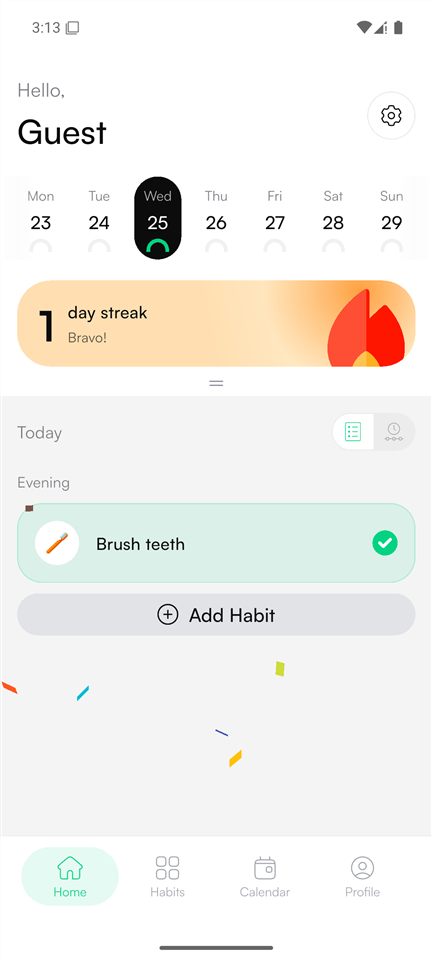 3:13
Hello,
Guest
Mon Tue Wed Thu Fri Sat Sun
23 24 25 26 27 28 29
1 day streak
Bravo!
Today
Evening
Brush teeth
Add Habit
Home Habits Calendar Profile